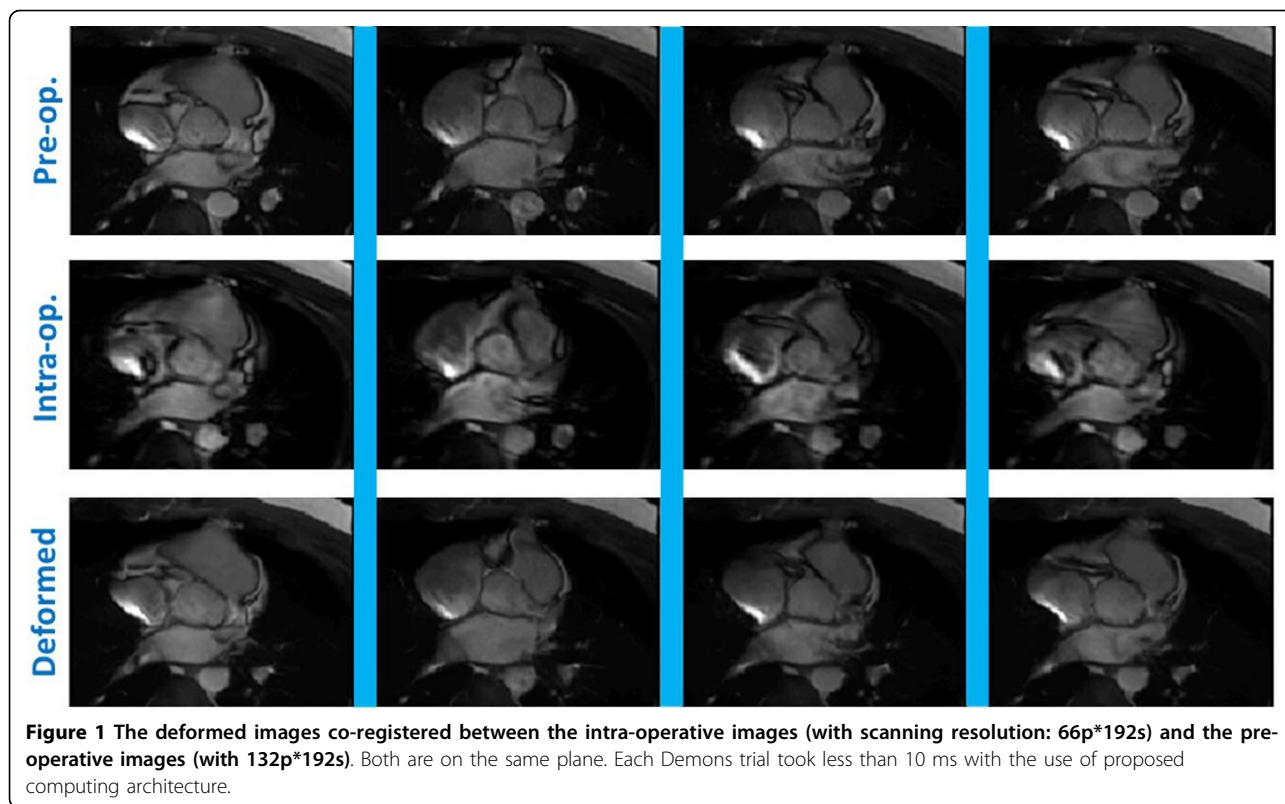 Pre-op.
Intra-op.
Deformed
Figure 1 The deformed images co-registered between the intra-operative images (with scanning resolution: 66p*192s) and the pre-
operative images (with 132p*192s). Both are on the same plane. Each Demons trial took less than 10 ms with the use of proposed
computing architecture.